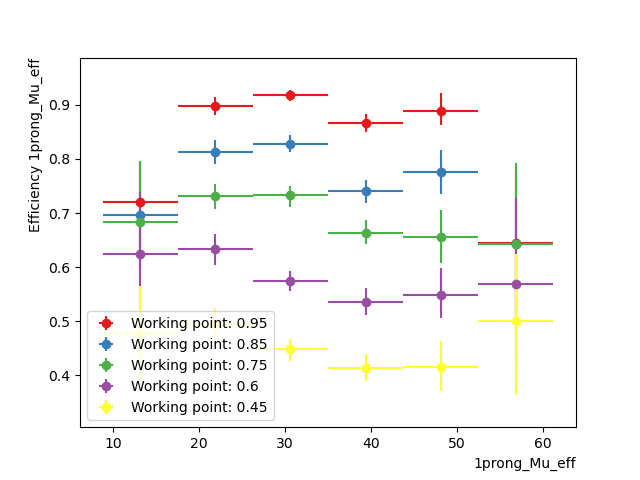 Efficiency 1prong_Mu_eff
0.9
0.8
0.7
0.6
0.5
0.4
Working point: 0.95
Working point: 0.85
Working point: 0.75
Working point: 0.6
Working point: 0.45
10 20 30 40 50 60
1prong_Mu_eff